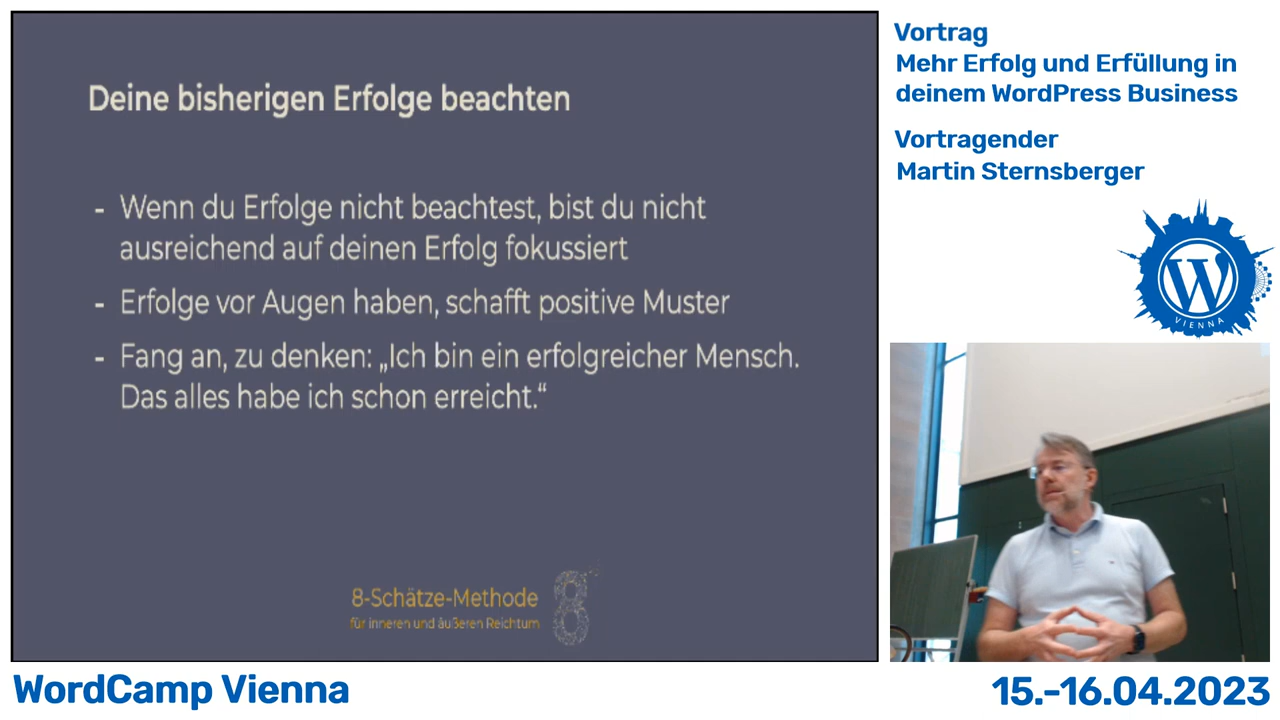 Deine bisherigen Erfolge beachten
- Wenn du Erfolge nicht beachtest, bist du nicht
ausreichend auf deinen Erfolg fokussiert
- Erfolge vor Augen haben, schafft positive Muster
- Fang an, zu denken: „Ich bin ein erfolgreicher Mensch.
Das alles habe ich schon erreicht.“
8-Schätze-Methode
für inneren und äußeren Reichtum
8
Vortrag
Mehr Erfolg und Erfüllung in
deinem WordPress Business
Vortragender
Martin Sternsberger
W
VIENNA
WordCamp Vienna
15.-16.04.2023